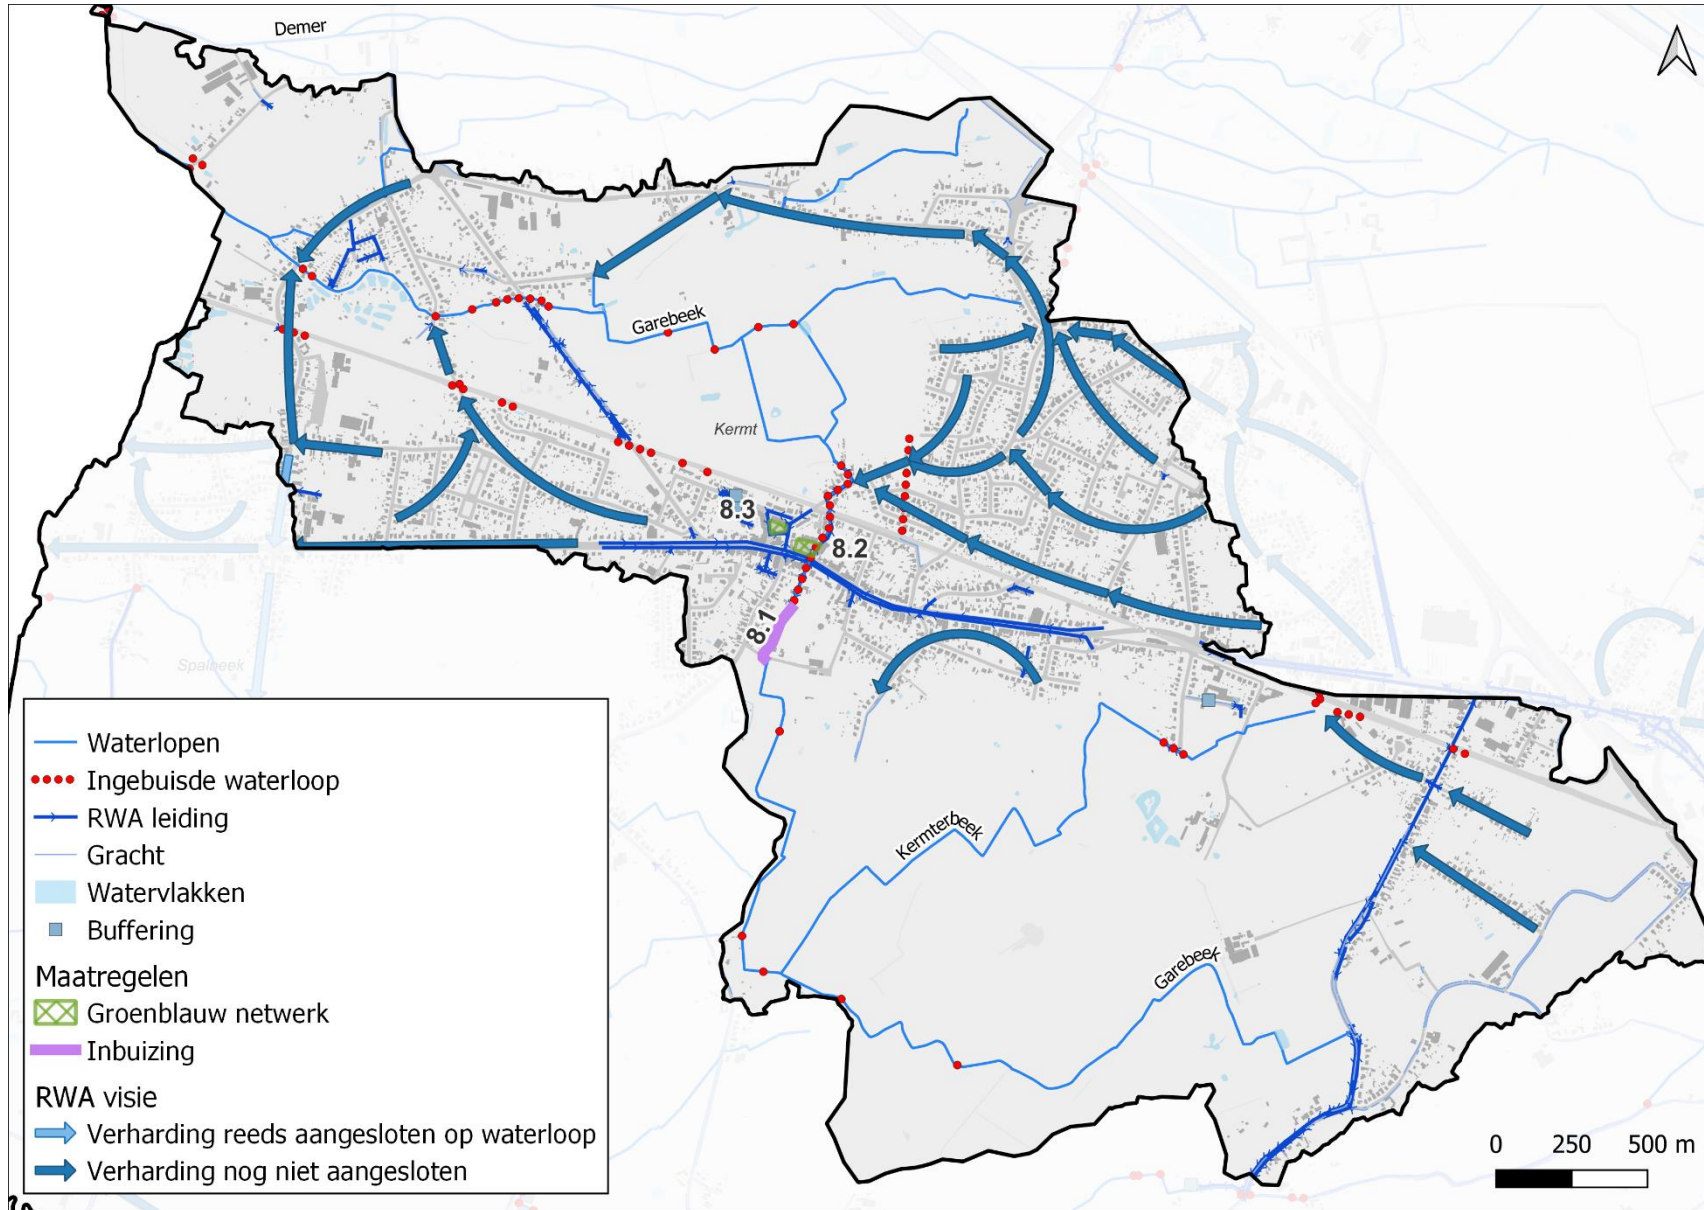 Demer
Garebeek
Kermt
8.3
8.2
8.1
Spalbeek
Kermterbeek
Garebeek
Waterlopen
Ingebuisde waterloop
RWA leiding
Gracht
Watervlakken
Buffering
Maatregelen
Groenblauw netwerk
Inbuizing
RWA visie
Verharding reeds aangesloten op waterloop
Verharding nog niet aangesloten
0 250 500 m